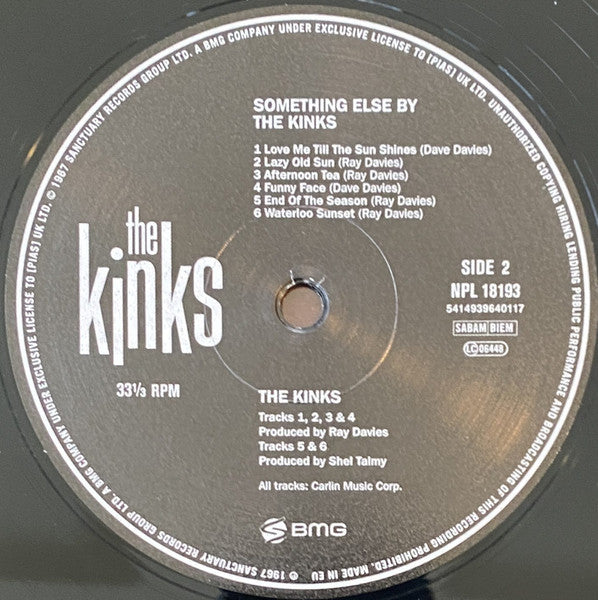 ℗ 1967 SANCTUARY RECORDS GROUP LTD. A BMG COMPANY UNDER EXCLUSIVE LICENSE TO [PIAS] UK LTD. © 1967 SANCTUARY RECORDS GROUP LTD. A BMG COMPANY UNDER EXCLUSIVE LICENSE TO [PIAS] UK LTD. UNAUTHORIZED COPYING HIRING LENDING PUBLIC PERFORMANCE AND BROADCASTING OF THIS RECORDING PROHIBITED. MADE IN EU
SOMETHING ELSE BY
THE KINKS
1 Love Me Till The Sun Shines (Dave Davies)
2 Lazy Old Sun (Ray Davies)
3 Afternoon Tea (Ray Davies)
4 Funny Face (Dave Davies)
5 End Of The Season (Ray Davies)
6 Waterloo Sunset (Ray Davies)
the
kinks
SIDE 2
NPL 18193
5414939640117
SABAM BIEM
LC 06448
33⅓ RPM
THE KINKS
Tracks 1, 2, 3 & 4
Produced by Ray Davies
Tracks 5 & 6
Produced by Shel Talmy
All tracks: Carlin Music Corp.
BMG